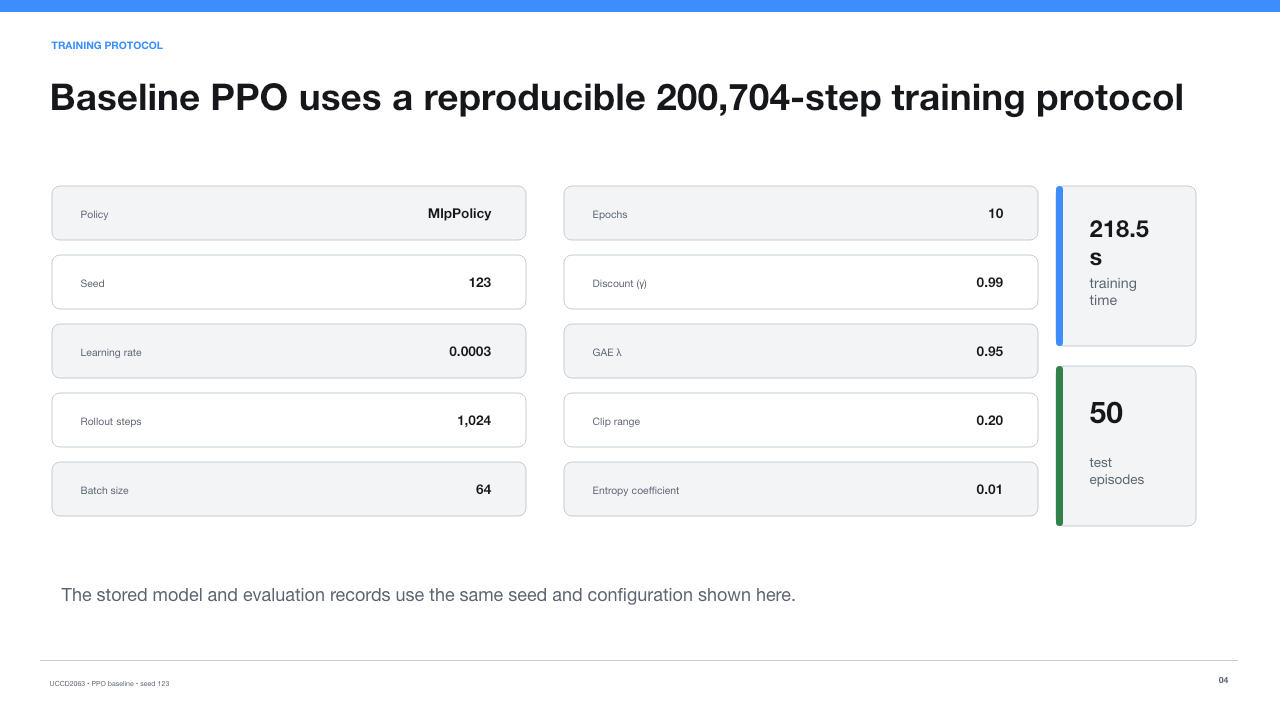 TRAINING PROTOCOL
Baseline PPO uses a reproducible 200,704-step training protocol
Policy MlpPolicy
Seed 123
Learning rate 0.0003
Rollout steps 1,024
Batch size 64
Epochs 10
Discount (γ) 0.99
GAE λ 0.95
Clip range 0.20
Entropy coefficient 0.01
218.5
s
training
time
50
test
episodes
The stored model and evaluation records use the same seed and configuration shown here.
UCCD2063 • PPO baseline • seed 123
04